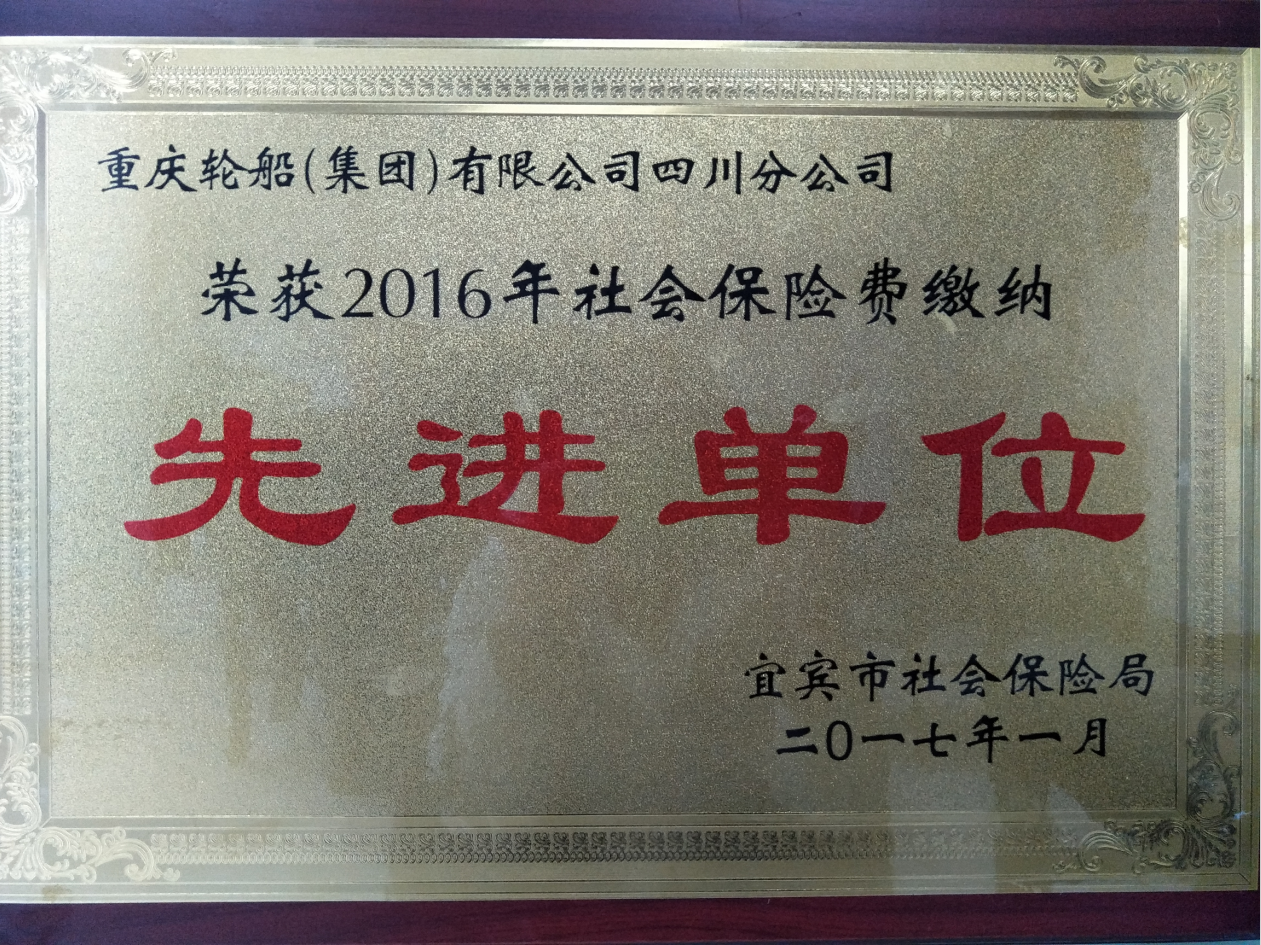 重庆轮船(集团)有限公司四川分公司
荣获2016年社会保险费缴纳
先进单位
宜宾市社会保险局
二0一七年一月